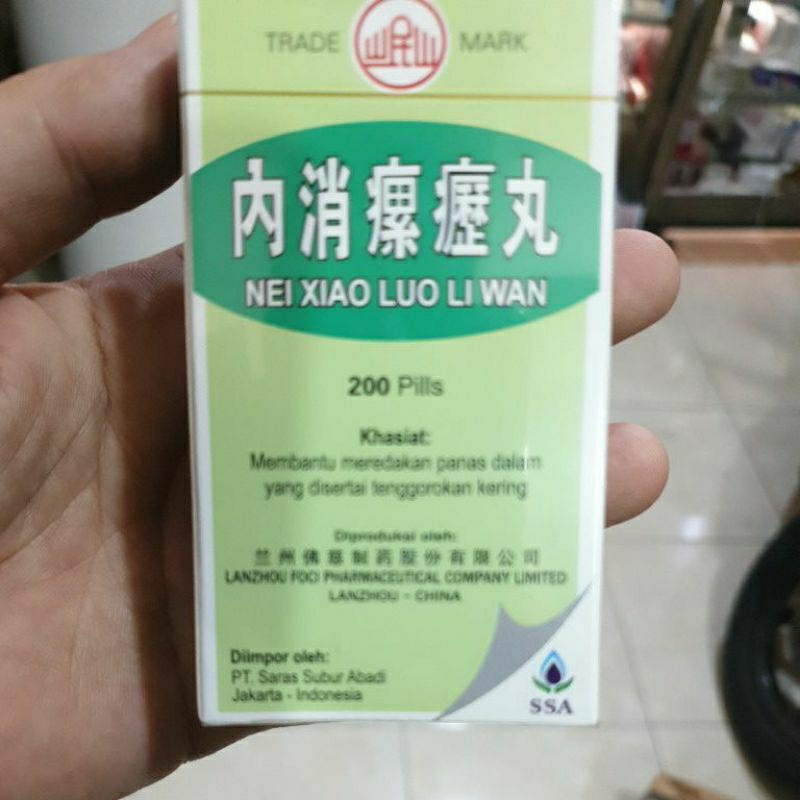 TRADE MARK
內消瘰癧丸
NEI XIAO LUO LI WAN
200 Pills
Khasiat:
Membantu meredakan panas dalam
yang disertai tenggorokan kering
Diproduksi oleh:
兰州佛慈制药股份有限公司
LANZHOU FOCI PHARMACEUTICAL COMPANY LIMITED
LANZHOU - CHINA
Diimpor oleh:
PT. Saras Subur Abadi
Jakarta - Indonesia
SSA